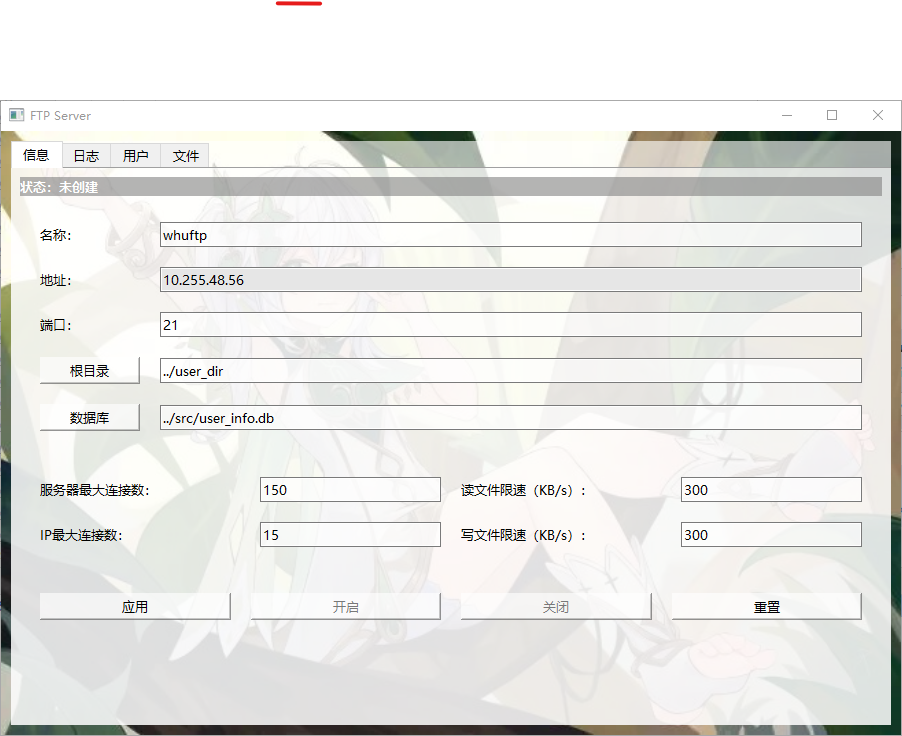 FTP Server
信息 日志 用户 文件
状态：未创建
名称： whuftp
地址： 10.255.48.56
端口： 21
根目录 ../user_dir
数据库 ../src/user_info.db
服务器最大连接数： 150 读文件限速（KB/s）： 300
IP最大连接数： 15 写文件限速（KB/s）： 300
应用 开启 关闭 重置